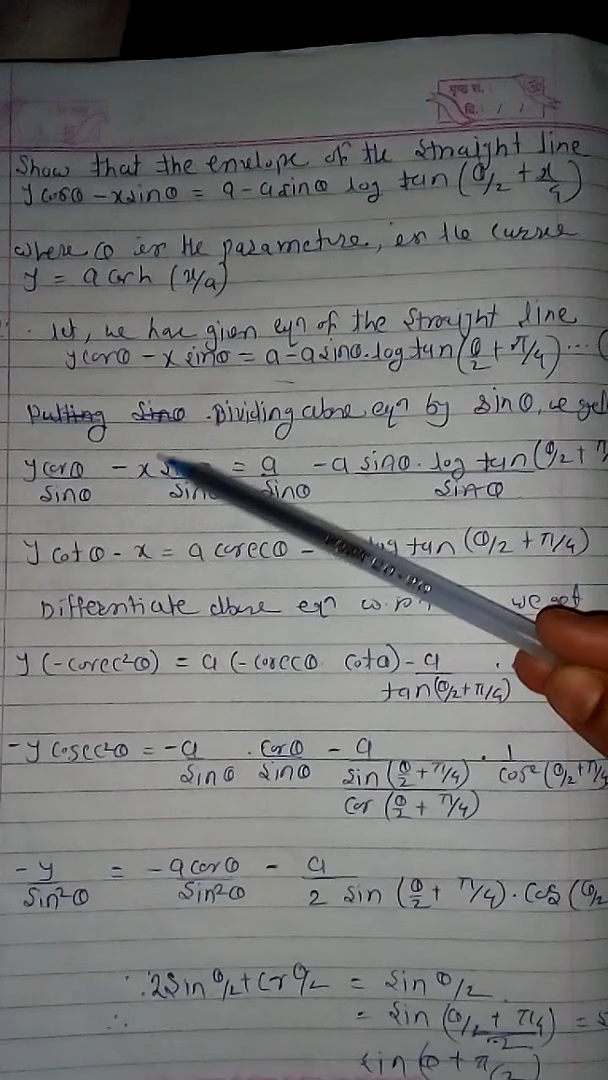 पृष्ठ सं.
दि.: / /
Show that the envelope of the straight line
y cosθ - x sinθ = a - a sinθ log tan (θ/2 + π/4)
where θ is the parameture, is the curve
y = a cosh (x/a)
let, we hae given eqn of the straight line
y cosθ - x sinθ = a - a sinθ. log tan (θ/2 + π/4) ...
Putting Sinθ. Dividing above eqn by sinθ, we get
y cosθ/sinθ - x = a/sinθ - a sinθ. log tan (θ/2 + /sinθ
y cotθ - x = a cosecθ - log tan (θ/2 + π/4)
Differntiate above eqn w.r. we get
y (-cosec²θ) = a (-cosecθ cotθ) - a/tan(θ/2 + π/4) .
-y cosec²θ = -a/sinθ . cosθ/sinθ - a/(sin (θ/2 + π/4)/cos (θ/2 + π/4)) . 1/cos² (θ/2 + π/4
-y/sin²θ = -a cosθ/sin²θ - a/2 sin (θ/2 + π/4) . cos (θ/2
∴ 2 sin θ/2 + cos θ/2 = sin θ/2
∴ = sin (θ/2 + π/4) =
sin (θ + π/2)